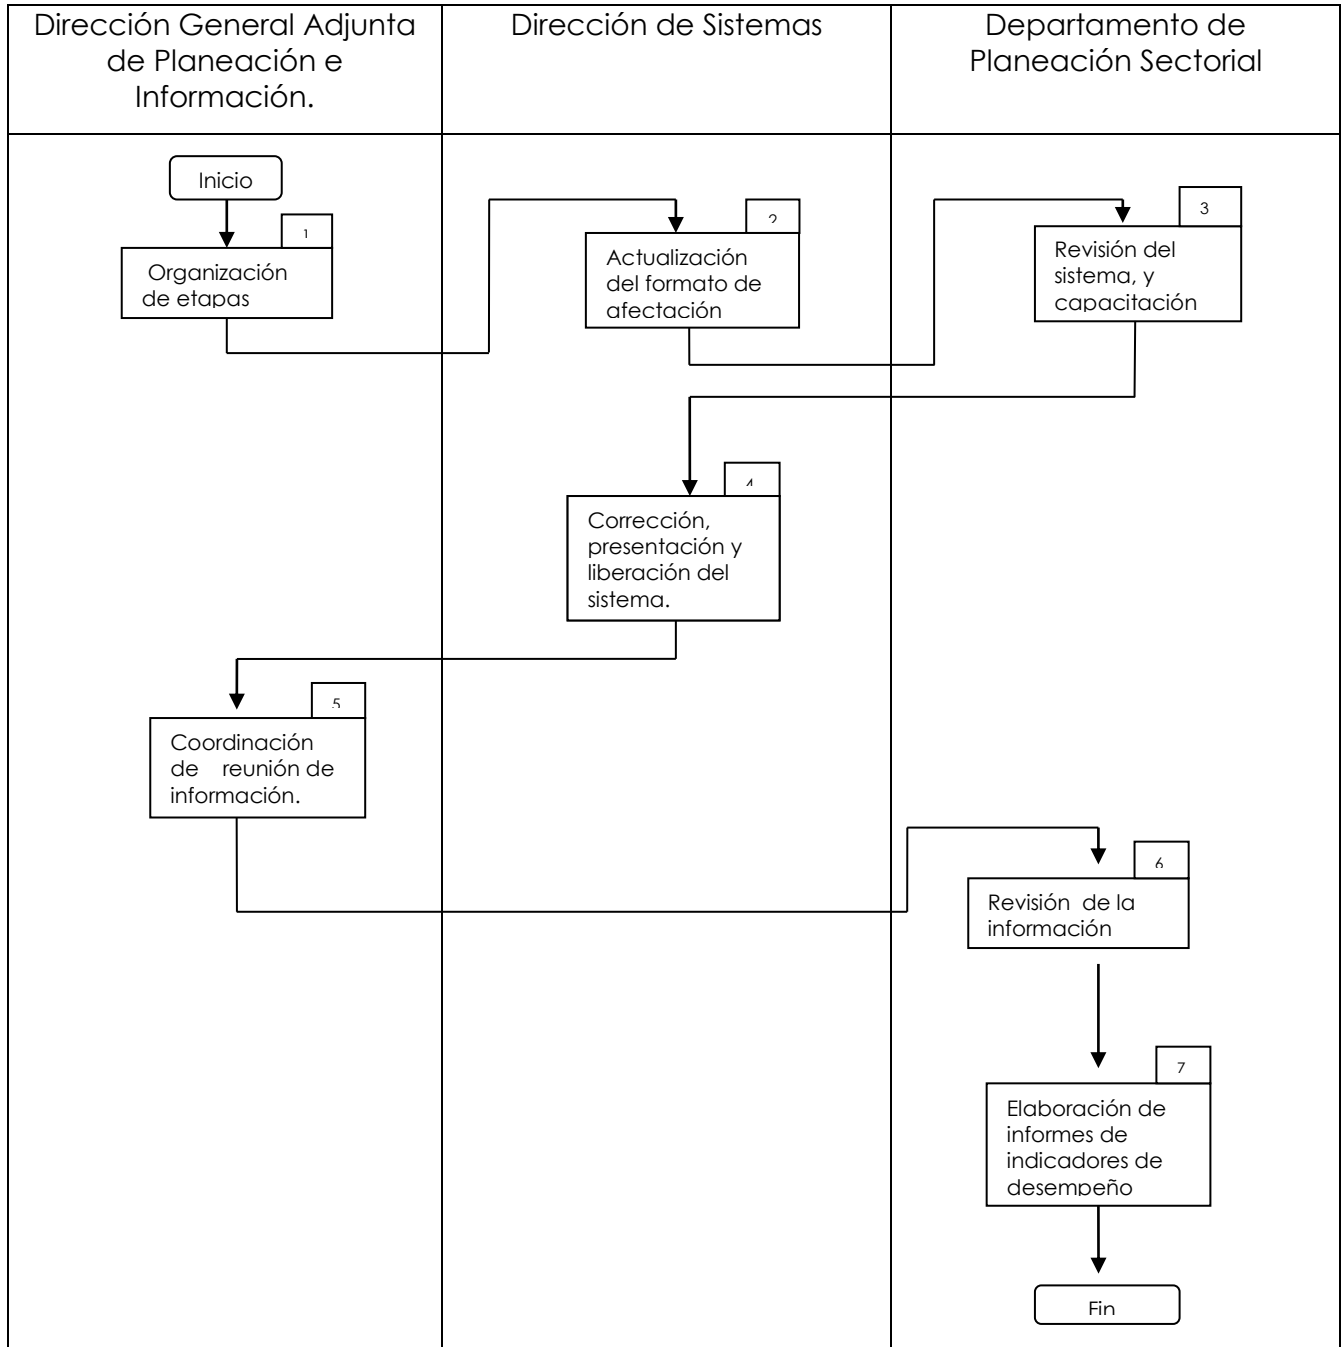 Dirección General Adjunta
de Planeación e
Información.
Dirección de Sistemas
Departamento de
Planeación Sectorial
Inicio
1
Organización
de etapas
2
Actualización
del formato de
afectación
3
Revisión del
sistema, y
capacitación
4
Corrección,
presentación y
liberación del
sistema.
5
Coordinación
de reunión de
información.
6
Revisión de la
información
7
Elaboración de
informes de
indicadores de
desempeño
Fin